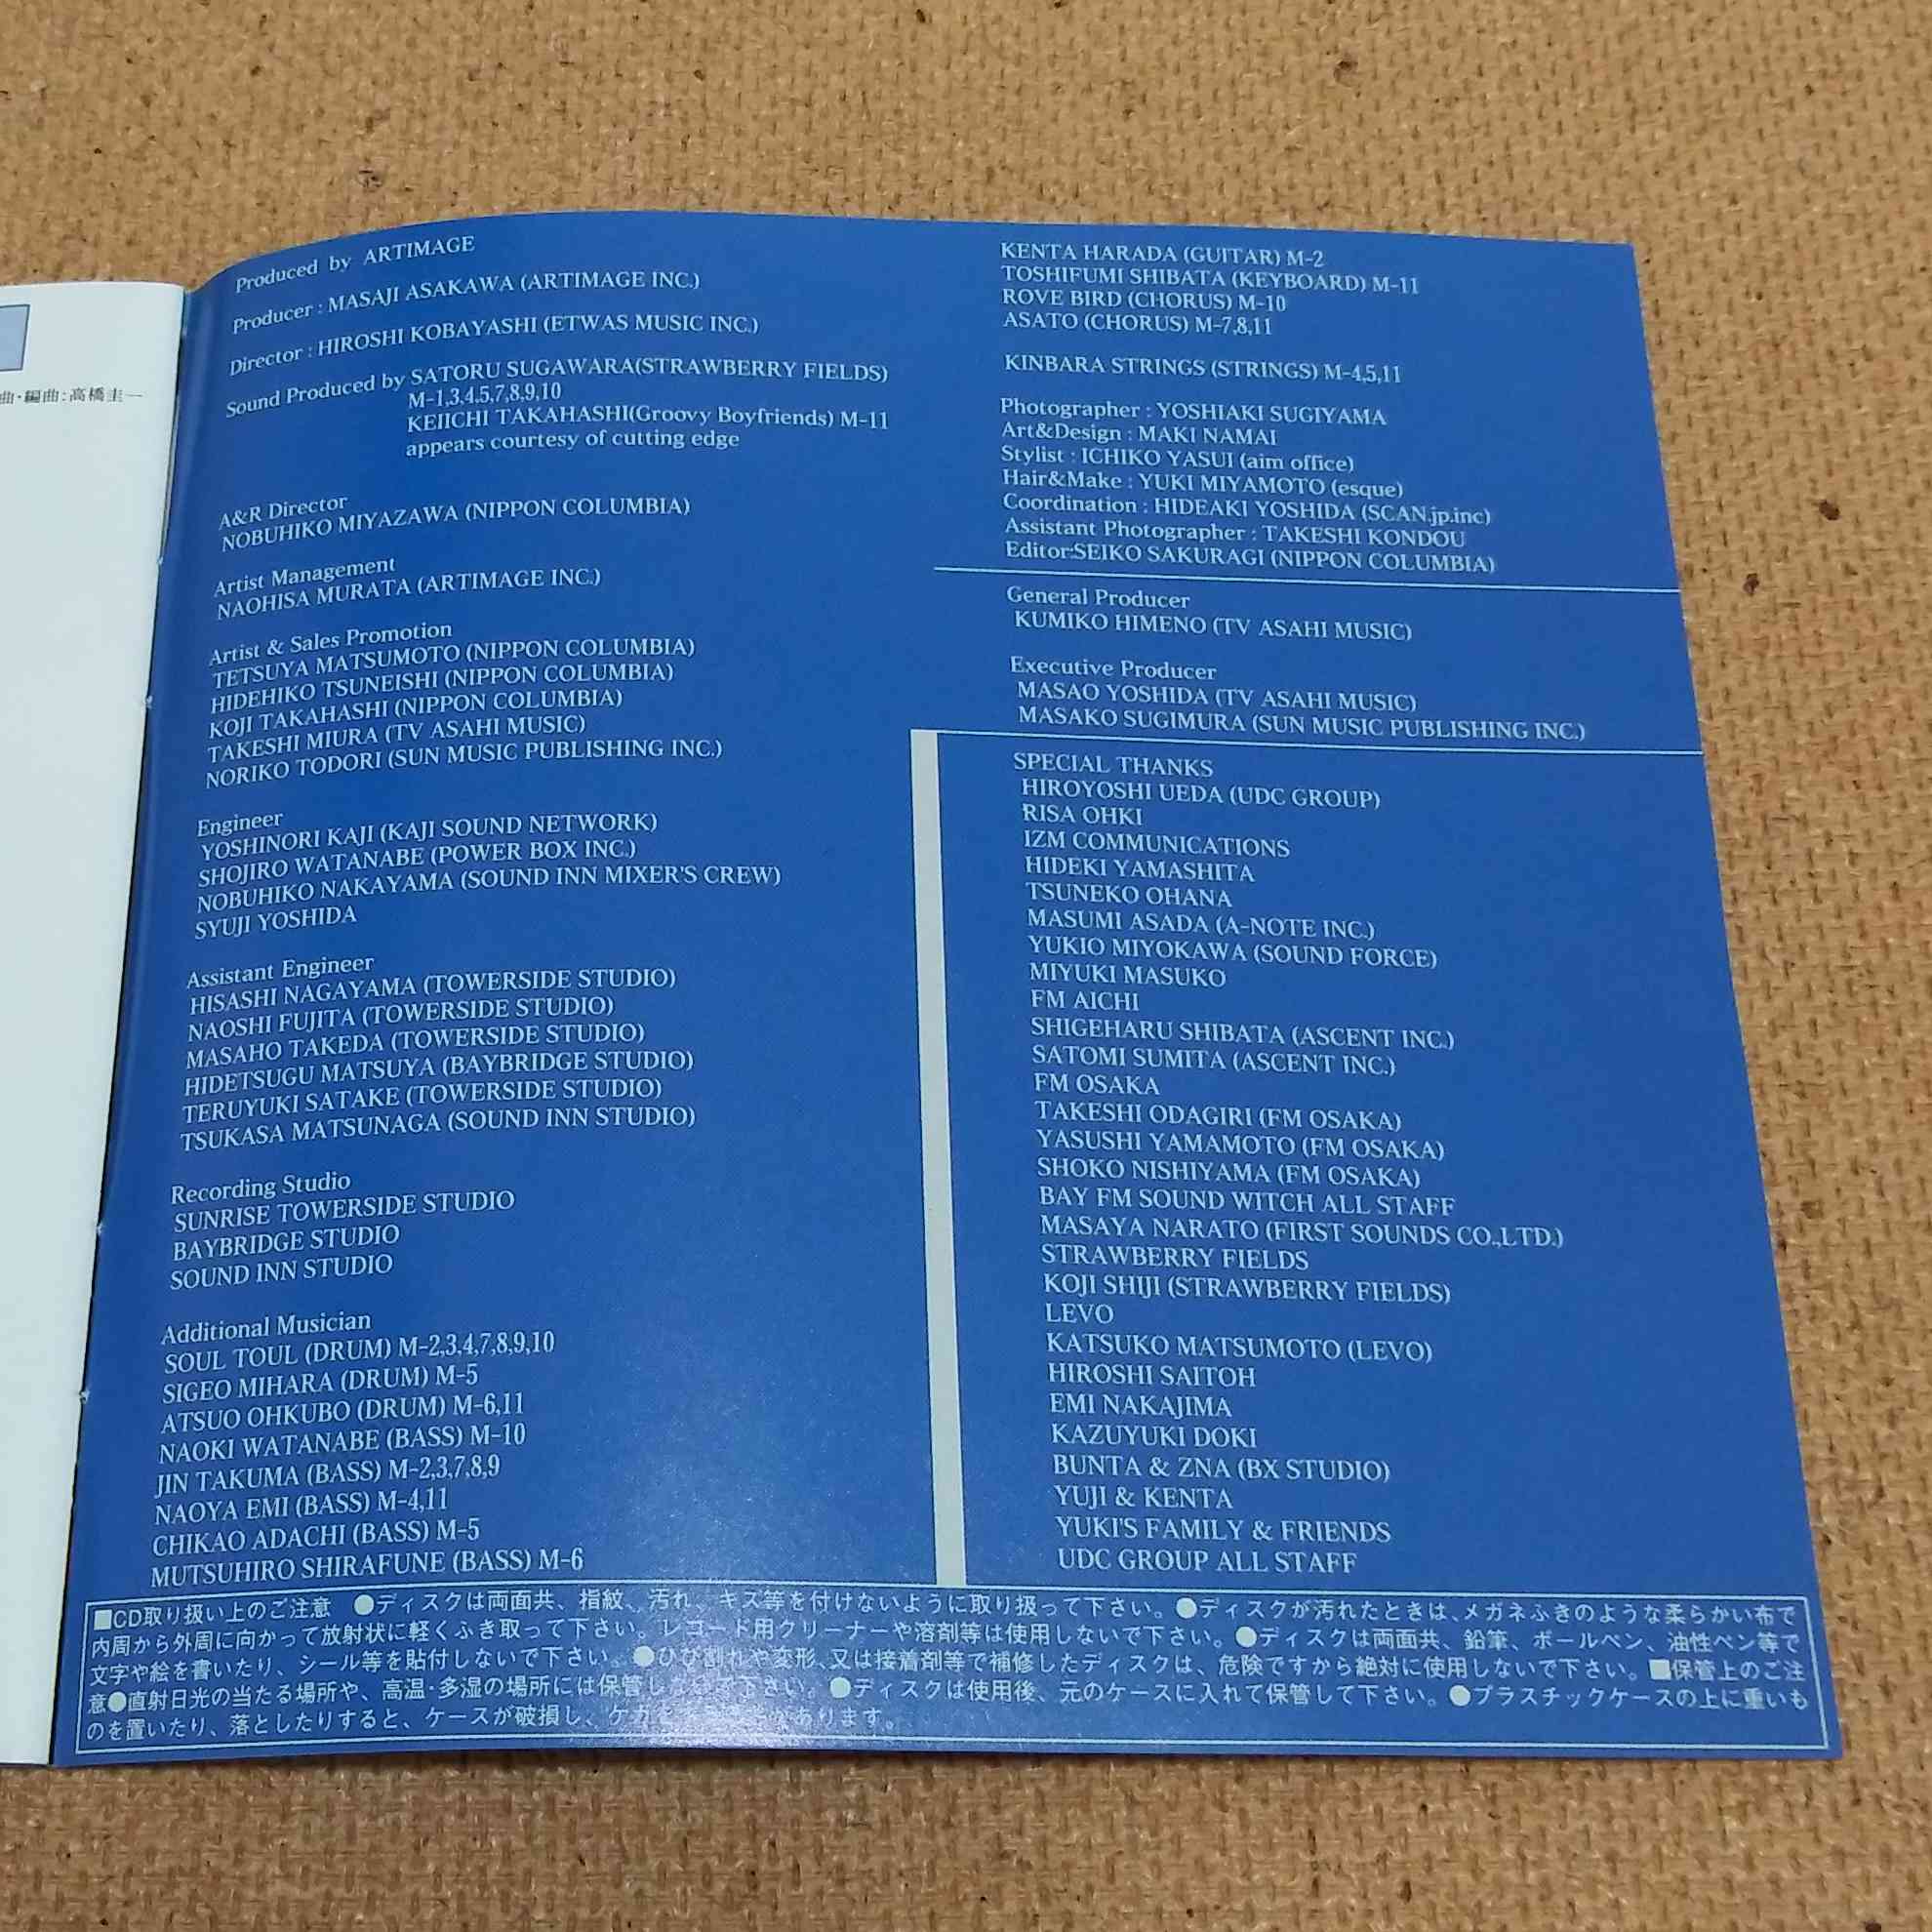 曲・編曲:高橋圭一
Produced by ARTIMAGE
Producer : MASAJI ASAKAWA (ARTIMAGE INC.)
Director : HIROSHI KOBAYASHI (ETWAS MUSIC INC.)
Sound Produced by SATORU SUGAWARA(STRAWBERRY FIELDS)
M-1,3,4,5,7,8,9,10
KEIICHI TAKAHASHI(Groovy Boyfriends) M-11
appears courtesy of cutting edge
A&R Director
NOBUHIKO MIYAZAWA (NIPPON COLUMBIA)
Artist Management
NAOHISA MURATA (ARTIMAGE INC.)
Artist & Sales Promotion
TETSUYA MATSUMOTO (NIPPON COLUMBIA)
HIDEHIKO TSUNEISHI (NIPPON COLUMBIA)
KOJI TAKAHASHI (NIPPON COLUMBIA)
TAKESHI MIURA (TV ASAHI MUSIC)
NORIKO TODORI (SUN MUSIC PUBLISHING INC.)
Engineer
YOSHINORI KAJI (KAJI SOUND NETWORK)
SHOJIRO WATANABE (POWER BOX INC.)
NOBUHIKO NAKAYAMA (SOUND INN MIXER'S CREW)
SYUJI YOSHIDA
Assistant Engineer
HISASHI NAGAYAMA (TOWERSIDE STUDIO)
NAOSHI FUJITA (TOWERSIDE STUDIO)
MASAHO TAKEDA (TOWERSIDE STUDIO)
HIDETSUGU MATSUYA (BAYBRIDGE STUDIO)
TERUYUKI SATAKE (TOWERSIDE STUDIO)
TSUKASA MATSUNAGA (SOUND INN STUDIO)
Recording Studio
SUNRISE TOWERSIDE STUDIO
BAYBRIDGE STUDIO
SOUND INN STUDIO
Additional Musician
SOUL TOUL (DRUM) M-2,3,4,7,8,9,10
SIGEO MIHARA (DRUM) M-5
ATSUO OHKUBO (DRUM) M-6,11
NAOKI WATANABE (BASS) M-10
JIN TAKUMA (BASS) M-2,3,7,8,9
NAOYA EMI (BASS) M-4,11
CHIKAO ADACHI (BASS) M-5
MUTSUHIRO SHIRAFUNE (BASS) M-6
KENTA HARADA (GUITAR) M-2
TOSHIFUMI SHIBATA (KEYBOARD) M-11
ROVE BIRD (CHORUS) M-10
ASATO (CHORUS) M-7,8,11
KINBARA STRINGS (STRINGS) M-4,5,11
Photographer : YOSHIAKI SUGIYAMA
Art&Design : MAKI NAMAI
Stylist : ICHIKO YASUI (aim office)
Hair&Make : YUKI MIYAMOTO (esque)
Coordination : HIDEAKI YOSHIDA (SCAN.jp.inc)
Assistant Photographer : TAKESHI KONDOU
Editor:SEIKO SAKURAGI (NIPPON COLUMBIA)
General Producer
KUMIKO HIMENO (TV ASAHI MUSIC)
Executive Producer
MASAO YOSHIDA (TV ASAHI MUSIC)
MASAKO SUGIMURA (SUN MUSIC PUBLISHING INC.)
SPECIAL THANKS
HIROYOSHI UEDA (UDC GROUP)
RISA OHKI
IZM COMMUNICATIONS
HIDEKI YAMASHITA
TSUNEKO OHANA
MASUMI ASADA (A-NOTE INC.)
YUKIO MIYOKAWA (SOUND FORCE)
MIYUKI MASUKO
FM AICHI
SHIGEHARU SHIBATA (ASCENT INC.)
SATOMI SUMITA (ASCENT INC.)
FM OSAKA
TAKESHI ODAGIRI (FM OSAKA)
YASUSHI YAMAMOTO (FM OSAKA)
SHOKO NISHIYAMA (FM OSAKA)
BAY FM SOUND WITCH ALL STAFF
MASAYA NARATO (FIRST SOUNDS CO.,LTD.)
STRAWBERRY FIELDS
KOJI SHIJI (STRAWBERRY FIELDS)
LEVO
KATSUKO MATSUMOTO (LEVO)
HIROSHI SAITOH
EMI NAKAJIMA
KAZUYUKI DOKI
BUNTA & ZNA (BX STUDIO)
YUJI & KENTA
YUKI'S FAMILY & FRIENDS
UDC GROUP ALL STAFF
■CD取り扱い上のご注意 ●ディスクは両面共、指紋、汚れ、キズ等を付けないように取り扱って下さい。●ディスクが汚れたときは、メガネふきのような柔らかい布で
内周から外周に向かって放射状に軽くふき取って下さい。レコード用クリーナーや溶剤等は使用しないで下さい。●ディスクは両面共、鉛筆、ボールペン、油性ペン等で
文字や絵を書いたり、シール等を貼付しないで下さい。●ひび割れや変形、又は接着剤等で補修したディスクは、危険ですから絶対に使用しないで下さい。■保管上のご注
意●直射日光の当たる場所や、高温・多湿の場所には保管しないで下さい。●ディスクは使用後、元のケースに入れて保管して下さい。●プラスチックケースの上に重いも
のを置いたり、落としたりすると、ケースが破損し、ケガ があります。